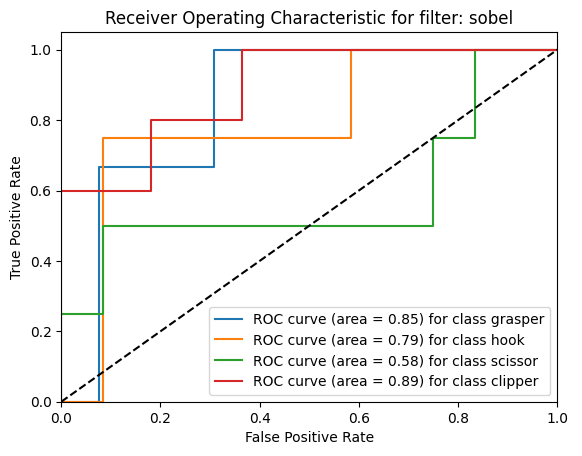 Receiver Operating Characteristic for filter: sobel
1.0
0.8
0.6
0.4
0.2
0.0
True Positive Rate
ROC curve (area = 0.85) for class grasper
ROC curve (area = 0.79) for class hook
ROC curve (area = 0.58) for class scissor
ROC curve (area = 0.89) for class clipper
0.0 0.2 0.4 0.6 0.8 1.0
False Positive Rate